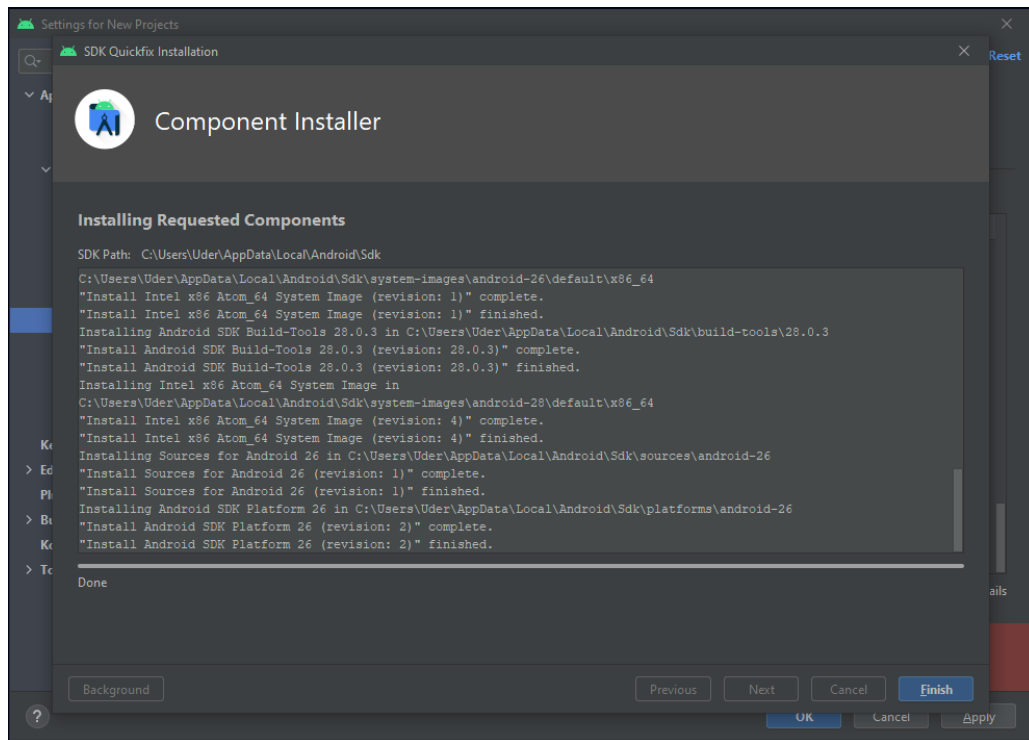 Settings for New Projects
SDK Quickfix Installation
Reset
Component Installer
Installing Requested Components
SDK Path: C:\Users\Uder\AppData\Local\Android\Sdk
C:\Users\Uder\AppData\Local\Android\Sdk\system-images\android-26\default\x86_64
"Install Intel x86 Atom_64 System Image (revision: 1)" complete.
"Install Intel x86 Atom_64 System Image (revision: 1)" finished.
Installing Android SDK Build-Tools 28.0.3 in C:\Users\Uder\AppData\Local\Android\Sdk\build-tools\28.0.3
"Install Android SDK Build-Tools 28.0.3 (revision: 28.0.3)" complete.
"Install Android SDK Build-Tools 28.0.3 (revision: 28.0.3)" finished.
Installing Intel x86 Atom_64 System Image in
C:\Users\Uder\AppData\Local\Android\Sdk\system-images\android-28\default\x86_64
"Install Intel x86 Atom_64 System Image (revision: 4)" complete.
"Install Intel x86 Atom_64 System Image (revision: 4)" finished.
Installing Sources for Android 26 in C:\Users\Uder\AppData\Local\Android\Sdk\sources\android-26
"Install Sources for Android 26 (revision: 1)" complete.
"Install Sources for Android 26 (revision: 1)" finished.
Installing Android SDK Platform 26 in C:\Users\Uder\AppData\Local\Android\Sdk\platforms\android-26
"Install Android SDK Platform 26 (revision: 2)" complete.
"Install Android SDK Platform 26 (revision: 2)" finished.
Done
Background Previous Next Cancel Finish
? OK Cancel Apply